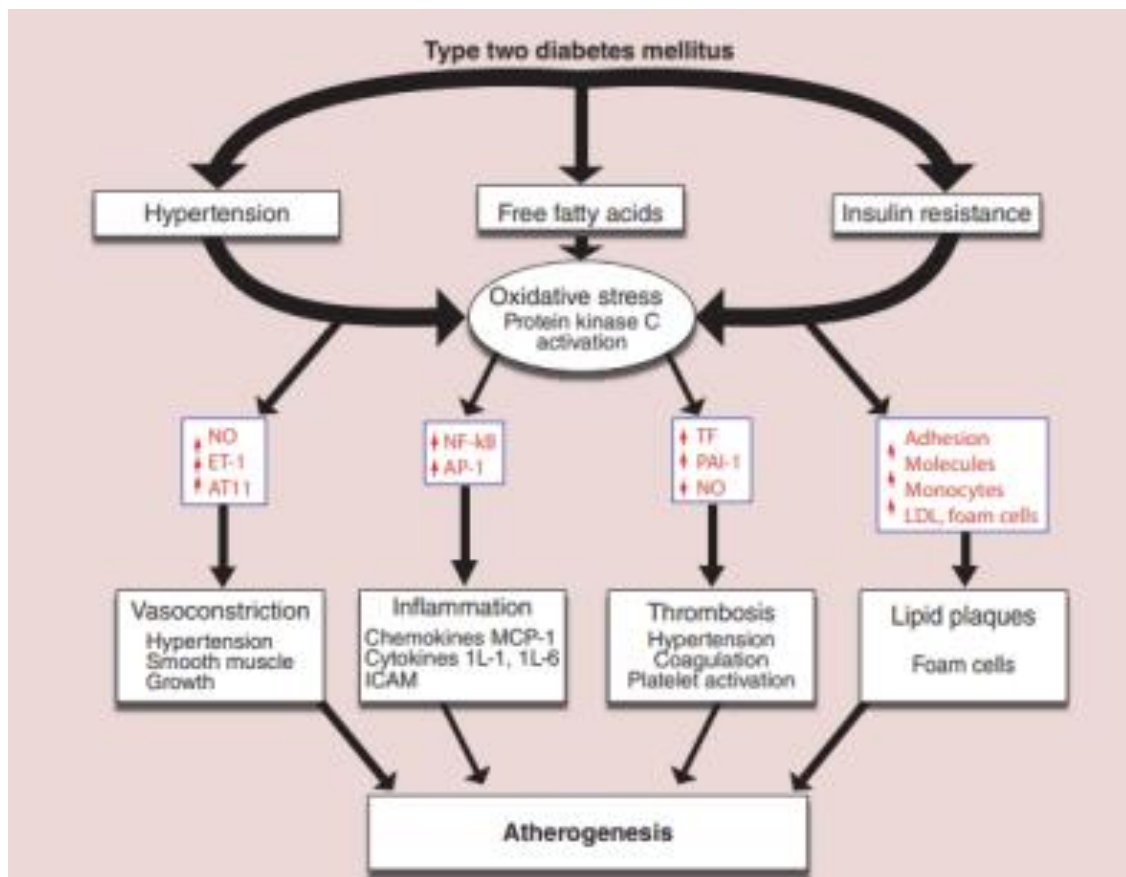 Type two diabetes mellitus
Hypertension
Free fatty acids
Insulin resistance
Oxidative stress
Protein kinase C
activation
NO
ET-1
AT11
NF-kB
AP-1
TF
PAI-1
NO
Adhesion
Molecules
Monocytes
LDL, foam cells
Vasoconstriction
Hypertension
Smooth muscle
Growth
Inflammation
Chemokines MCP-1
Cytokines 1L-1, 1L-6
ICAM
Thrombosis
Hypertension
Coagulation
Platelet activation
Lipid plaques
Foam cells
Atherogenesis